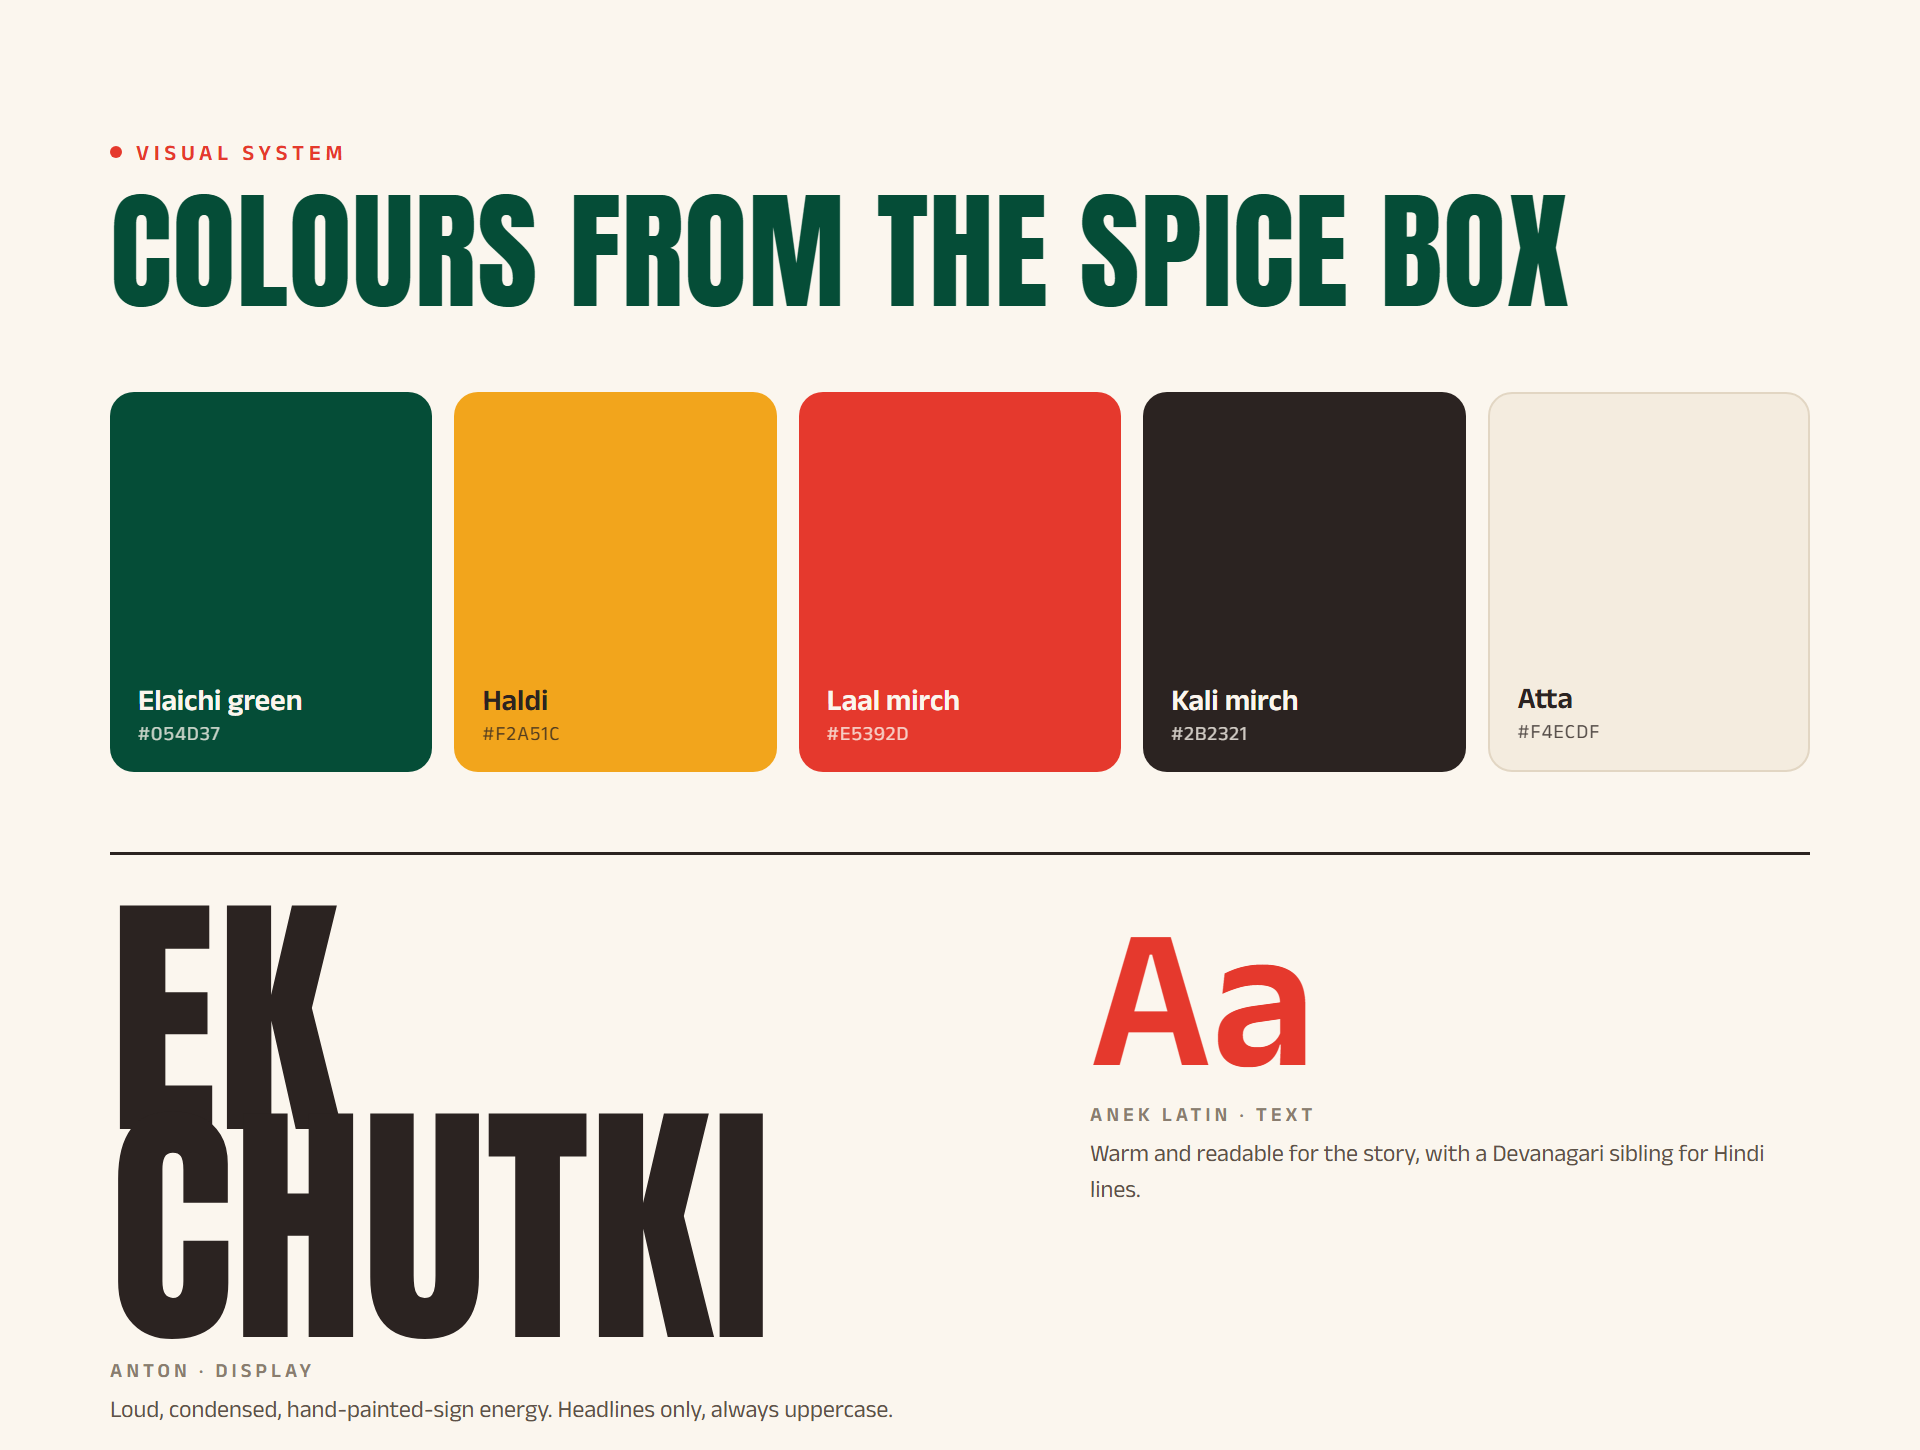 VISUAL SYSTEM
COLOURS FROM THE SPICE BOX
Elaichi green
#054D37
Haldi
#F2A51C
Laal mirch
#E5392D
Kali mirch
#2B2321
Atta
#F4ECDF
EK
CHUTKI
ANTON · DISPLAY
Loud, condensed, hand-painted-sign energy. Headlines only, always uppercase.
Aa
ANEK LATIN · TEXT
Warm and readable for the story, with a Devanagari sibling for Hindi
lines.